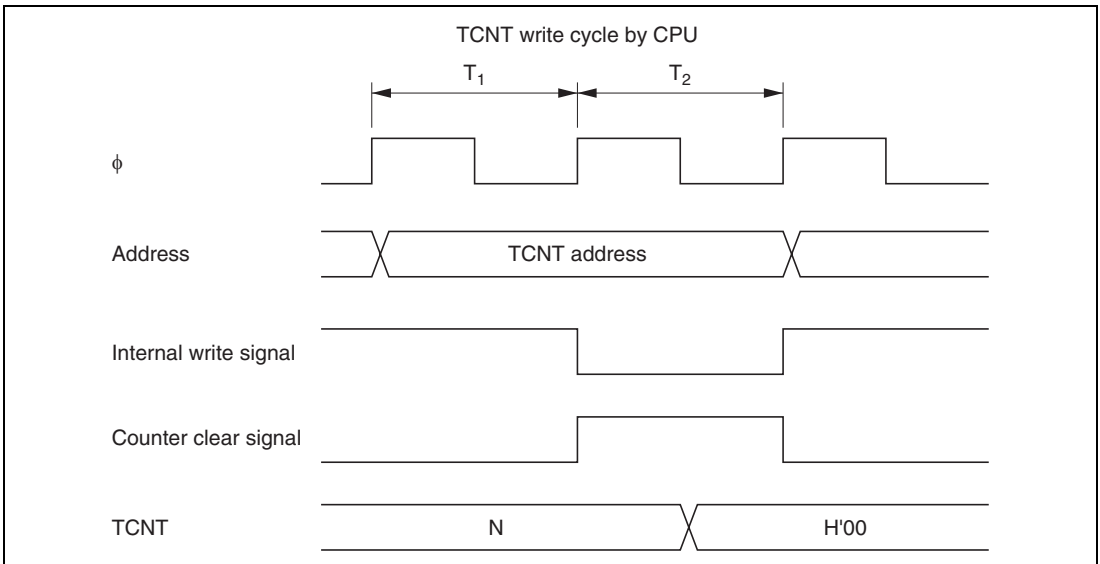 TCNT write cycle by CPU
T1 T2
φ
Address TCNT address
Internal write signal
Counter clear signal
TCNT N H'00